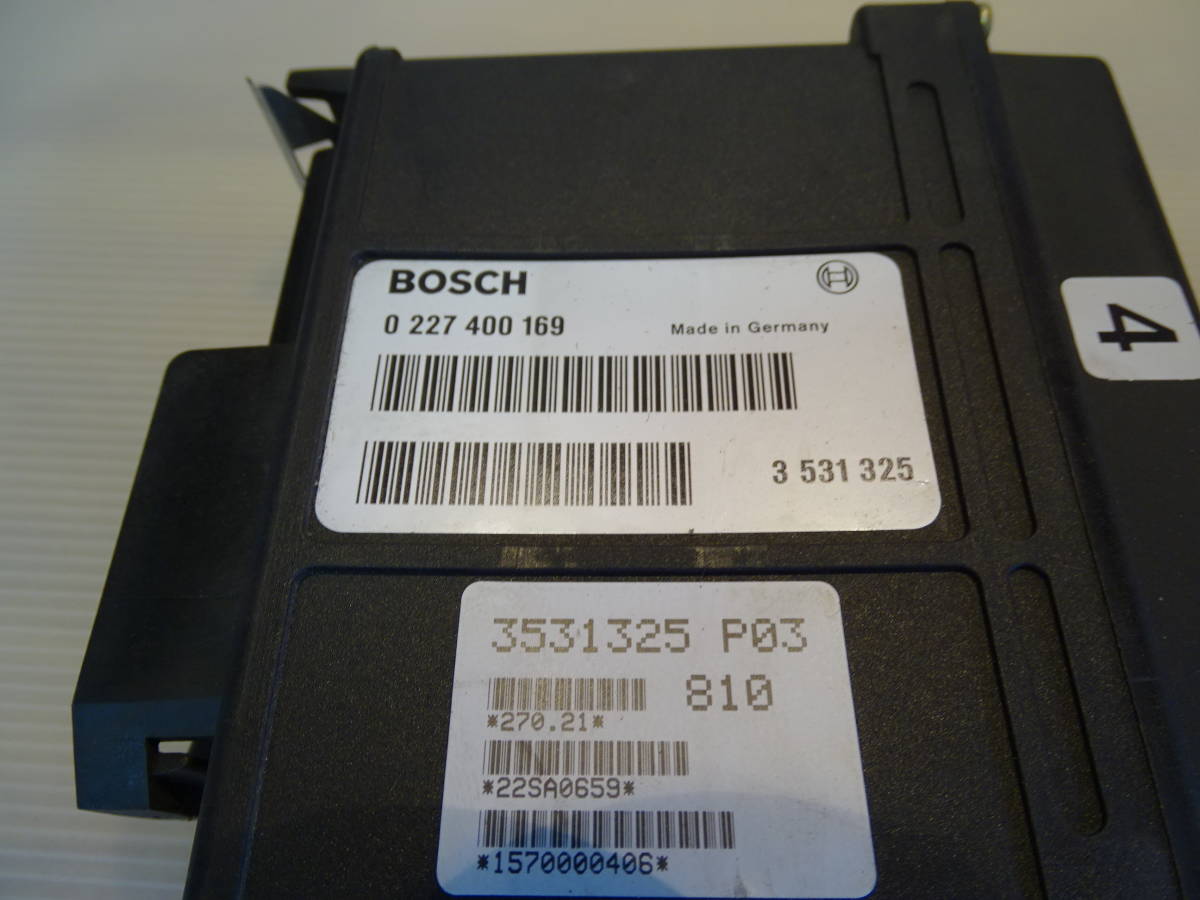 BOSCH
0 227 400 169
Made in Germany
3 531 325
4
3531325 P03
810
*270.21*
*22SA0659*
*1570000406*